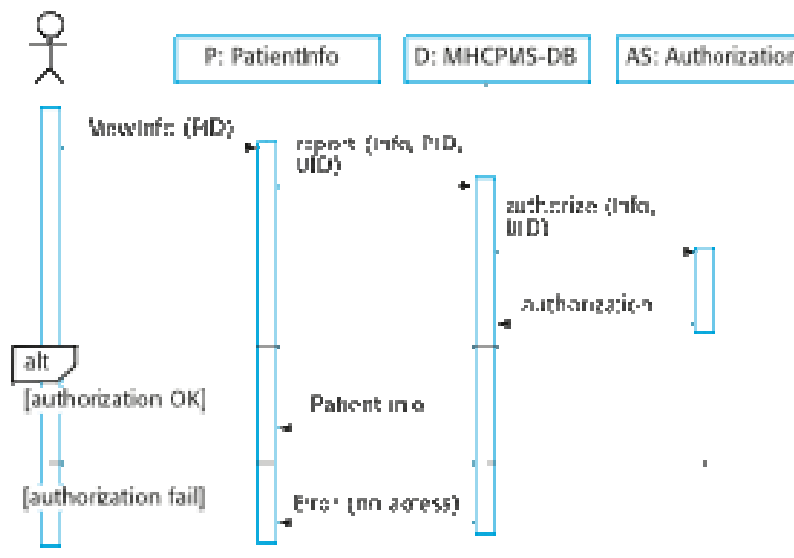 P: PatientInfo
D: MHCPMS-DB
AS: Authorization
ViewInfo (PID)
report (Info, PID,
UID)
authorize (Info,
UID)
authorization
alt
[authorization OK]
Patient info
[authorization fail]
Error (no access)